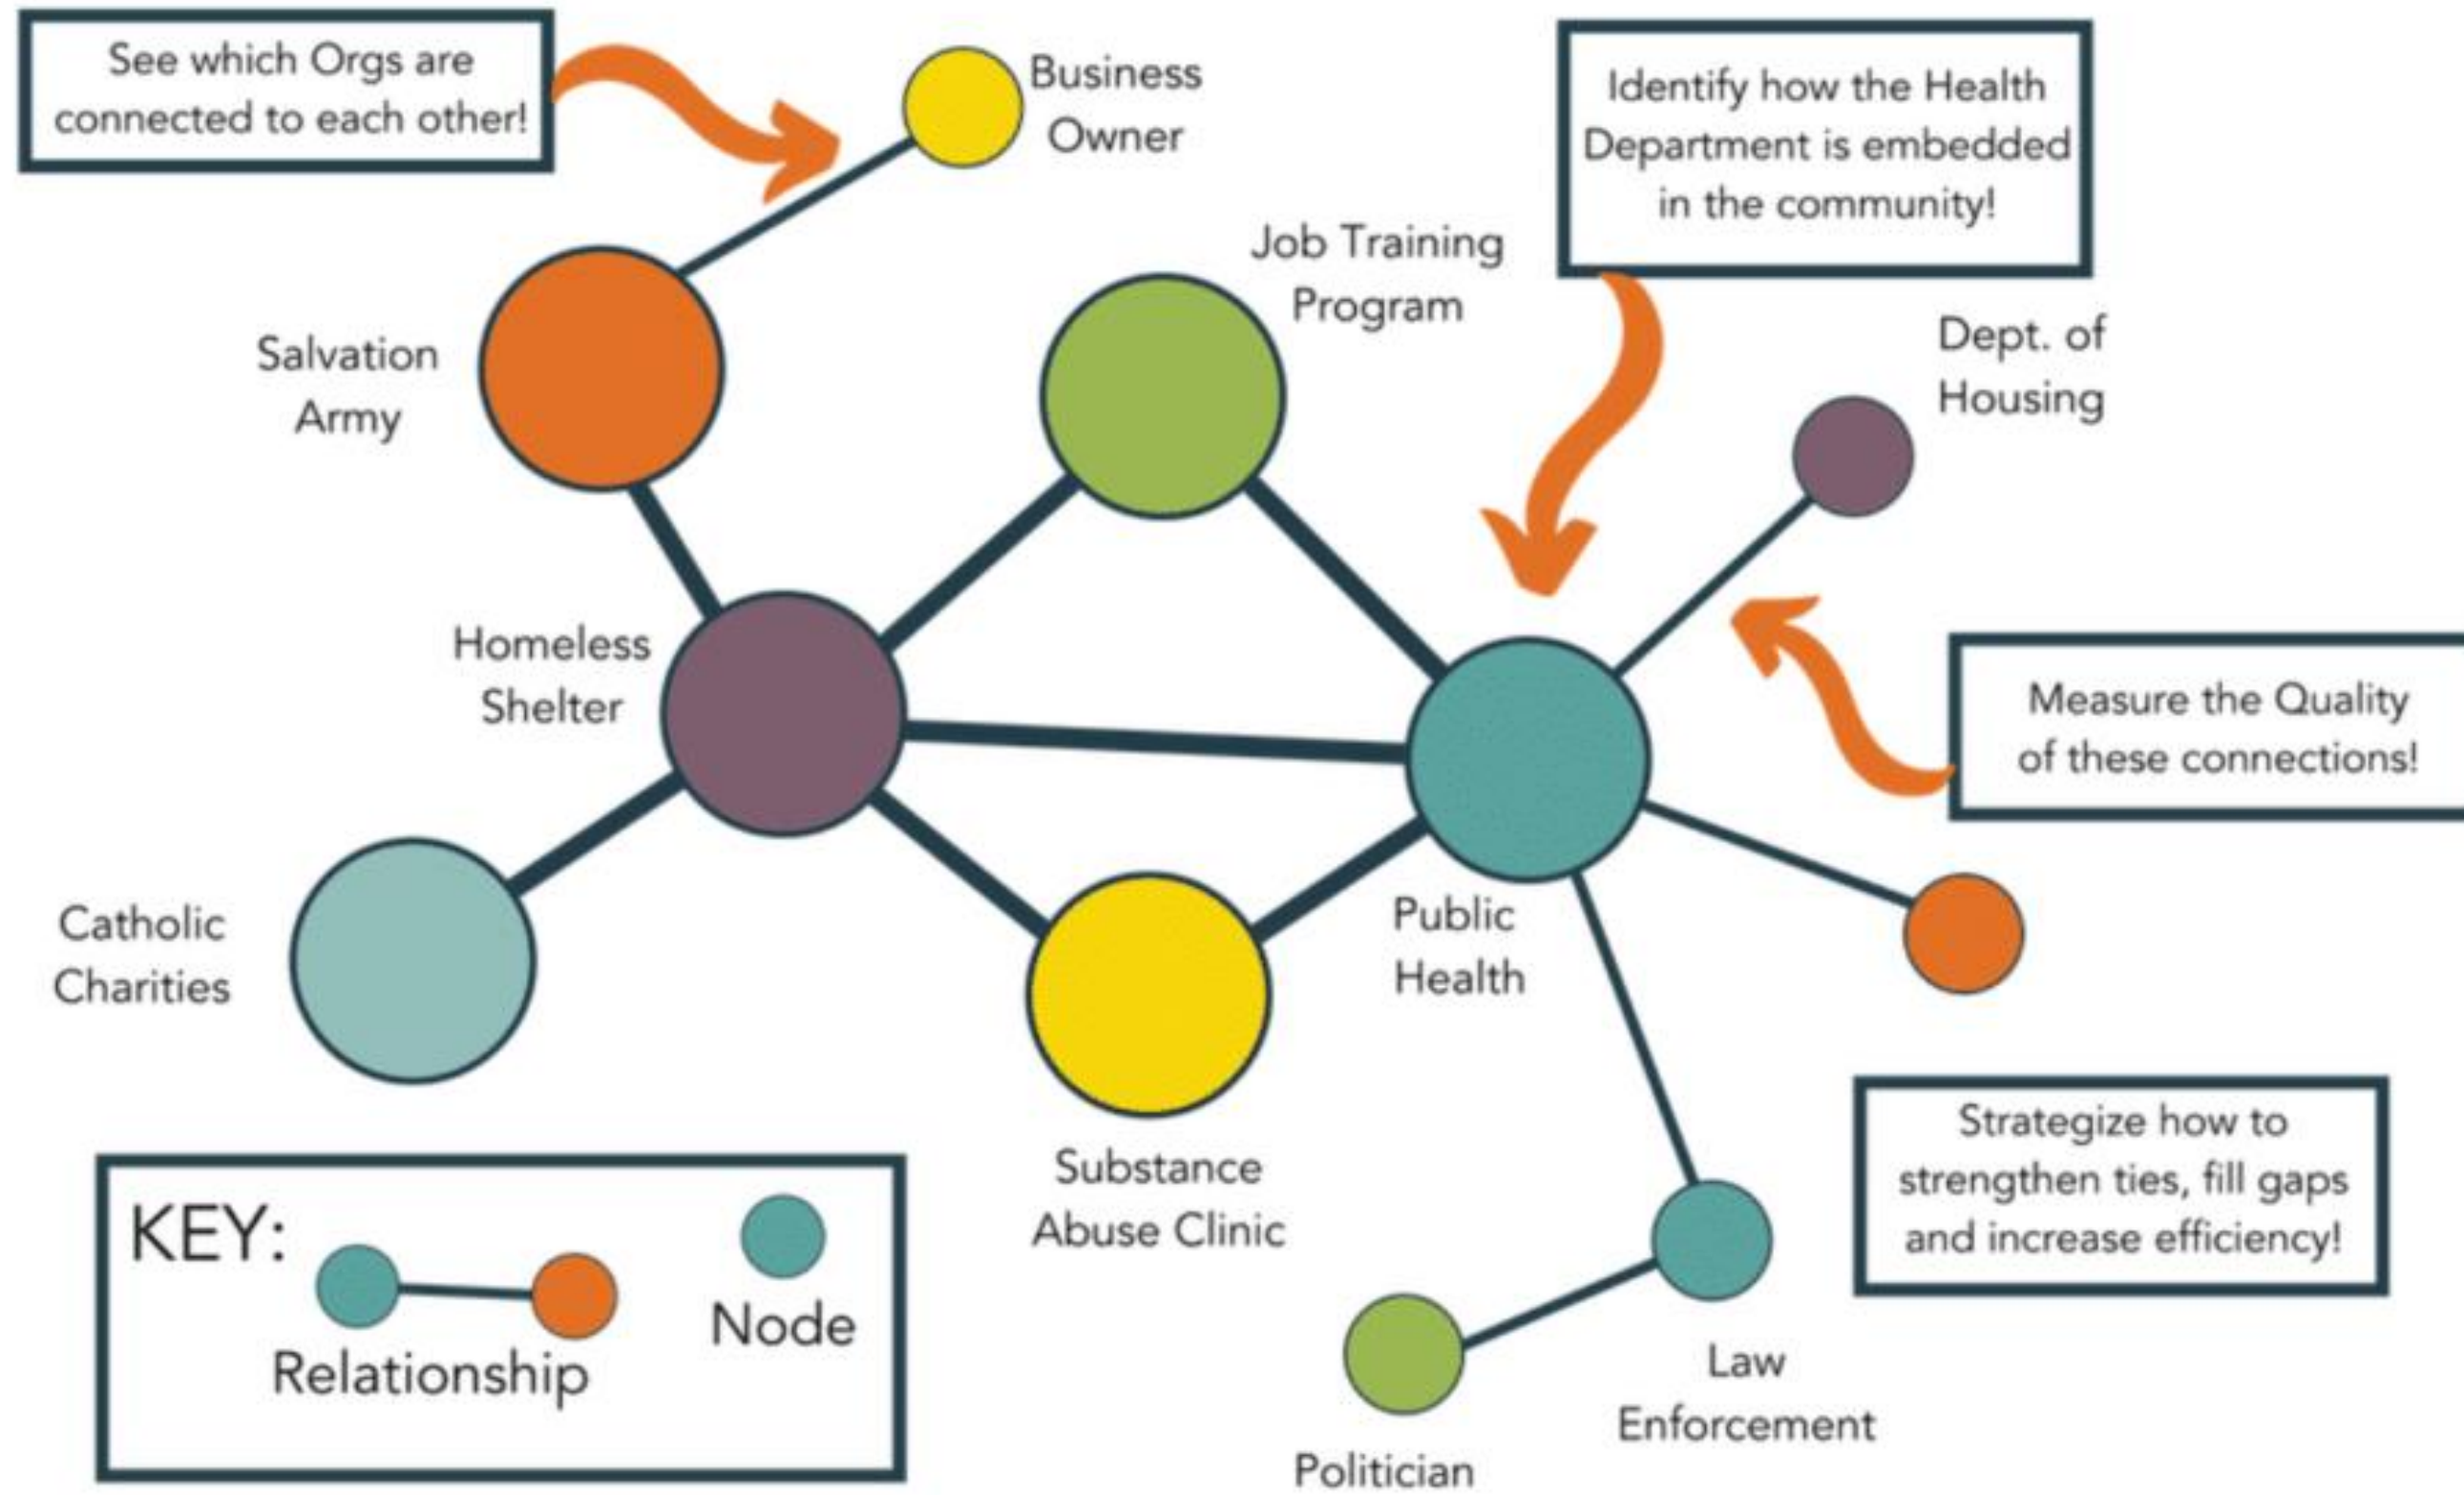 See which Orgs are
connected to each other!
Business
Owner
Identify how the Health
Department is embedded
in the community!
Job Training
Program
Dept. of
Housing
Salvation
Army
Homeless
Shelter
Measure the Quality
of these connections!
Catholic
Charities
Public
Health
Substance
Abuse Clinic
Strategize how to
strengthen ties, fill gaps
and increase efficiency!
KEY:
Node
Relationship
Law
Enforcement
Politician